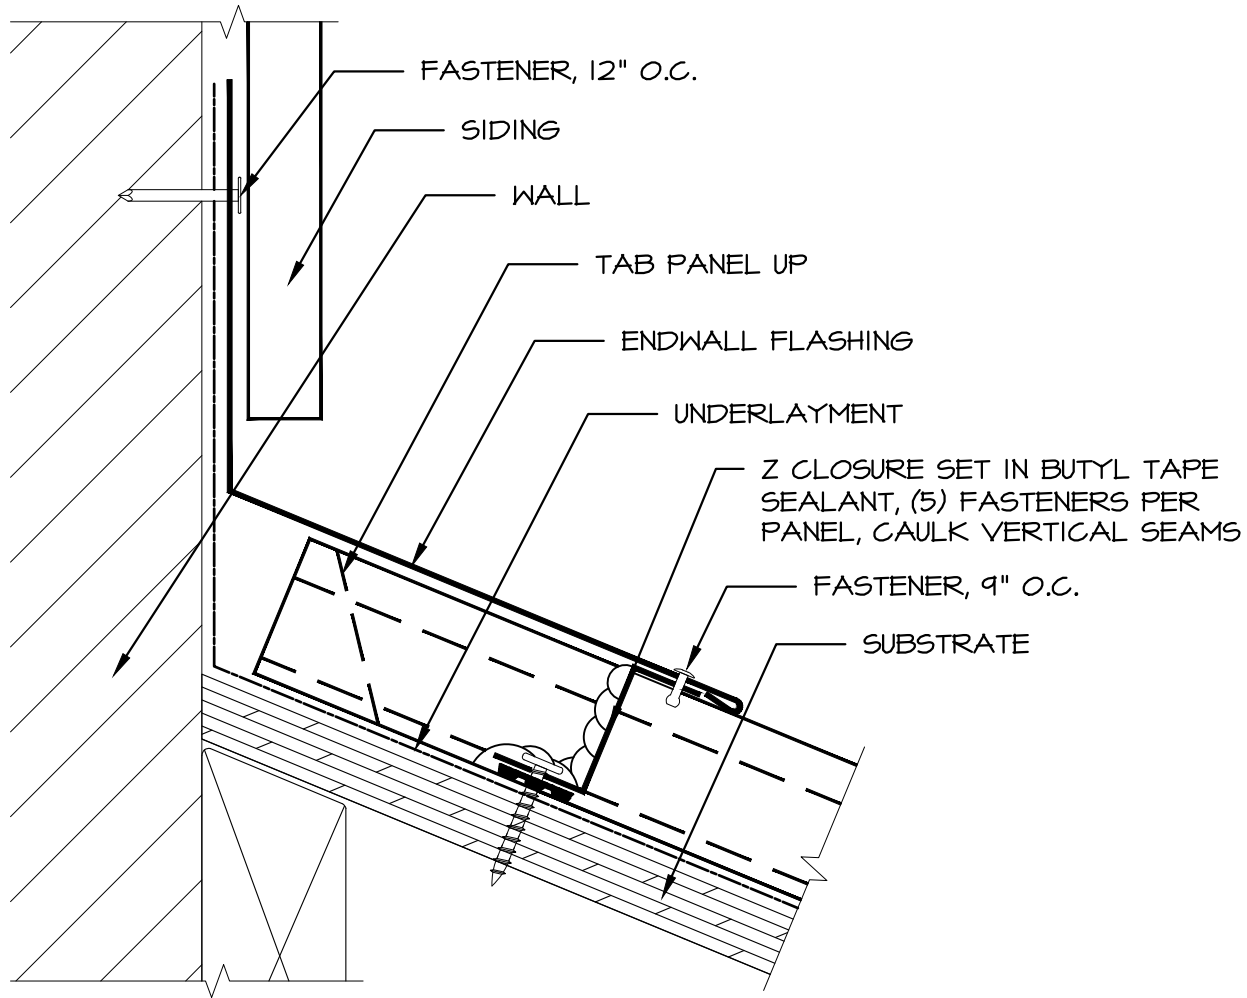 FASTENER, 12" O.C.
SIDING
WALL
TAB PANEL UP
ENDWALL FLASHING
UNDERLAYMENT
Z CLOSURE SET IN BUTYL TAPE
SEALANT, (5) FASTENERS PER
PANEL, CAULK VERTICAL SEAMS
FASTENER, 9" O.C.
SUBSTRATE